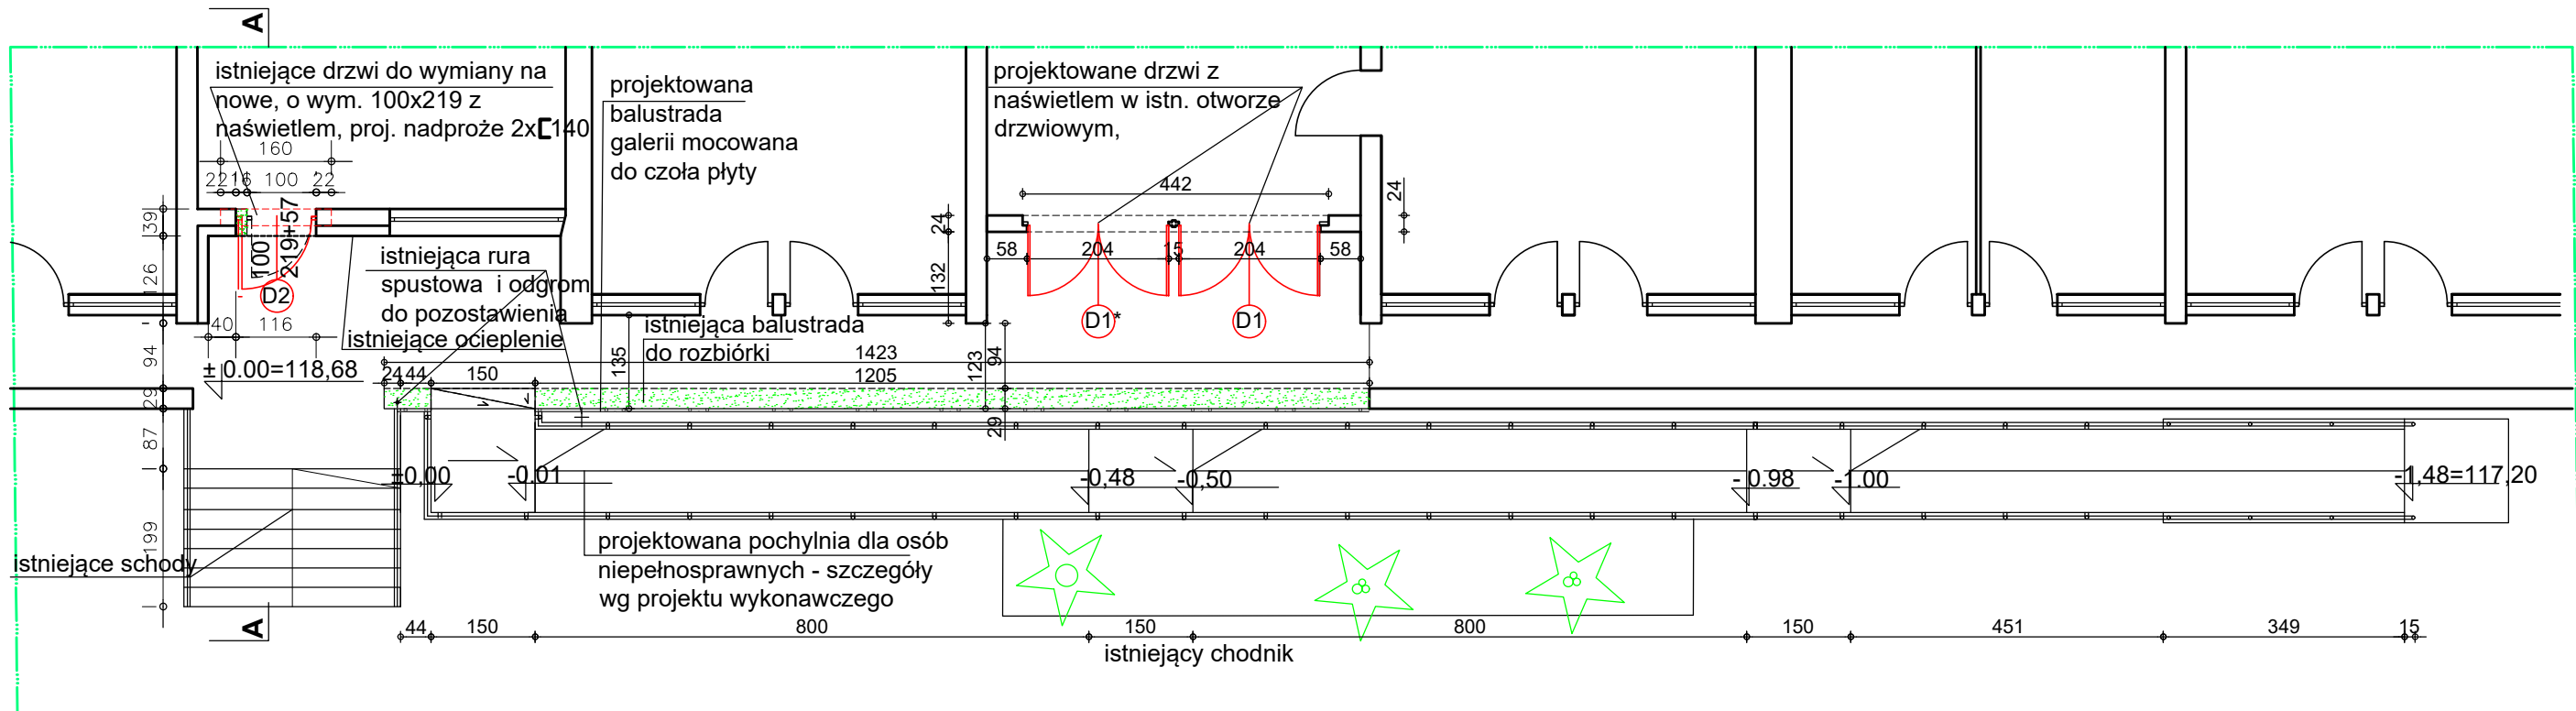 A
istniejące drzwi do wymiany na
nowe, o wym. 100x219 z
naświetlem, proj. nadproże 2x[140
projektowana
balustrada
galerii mocowana
do czoła płyty
projektowane drzwi z
naświetlem w istn. otworze
drzwiowym,
160
22 16 100 22
442
24
39
100
219+57
24
58 204 15 204 58
istniejąca rura
spustowa i odgrom
do pozostawienia
istniejące ocieplenie
126
132
D2
D1*
D1
40 116
istniejąca balustrada
do rozbiórki
94
135
123
94
1423
± 0.00=118,68
24 44 150
1205
29
29
87
±0,00
-0.01
-0,48
-0,50
- 0.98
-1.00
-1,48=117,20
199
istniejące schody
projektowana pochylnia dla osób
niepełnosprawnych - szczegóły
wg projektu wykonawczego
A
44 150 800 150 800 150 451 349 15
istniejący chodnik